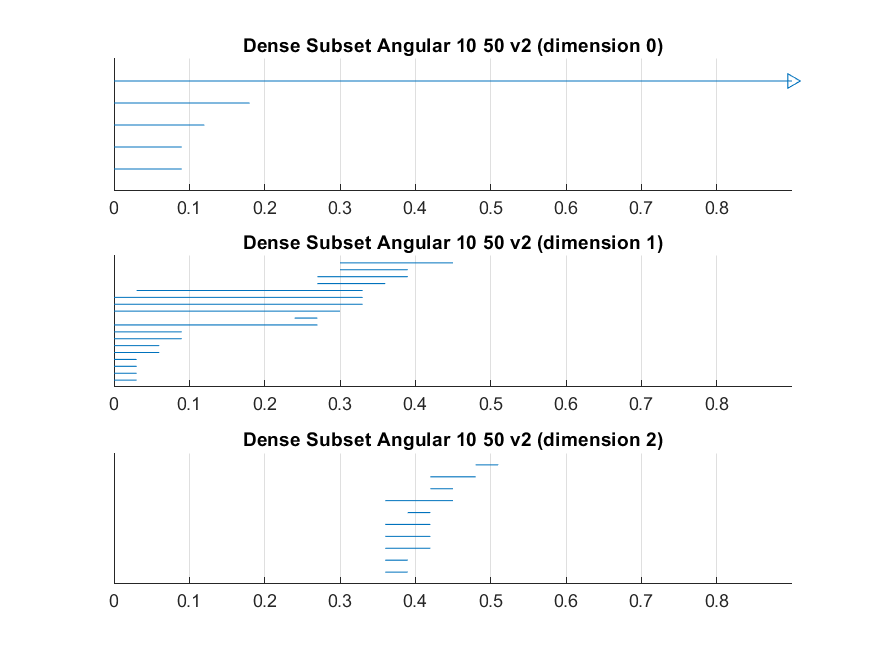 Dense Subset Angular 10 50 v2 (dimension 0)
0 0.1 0.2 0.3 0.4 0.5 0.6 0.7 0.8
Dense Subset Angular 10 50 v2 (dimension 1)
0 0.1 0.2 0.3 0.4 0.5 0.6 0.7 0.8
Dense Subset Angular 10 50 v2 (dimension 2)
0 0.1 0.2 0.3 0.4 0.5 0.6 0.7 0.8